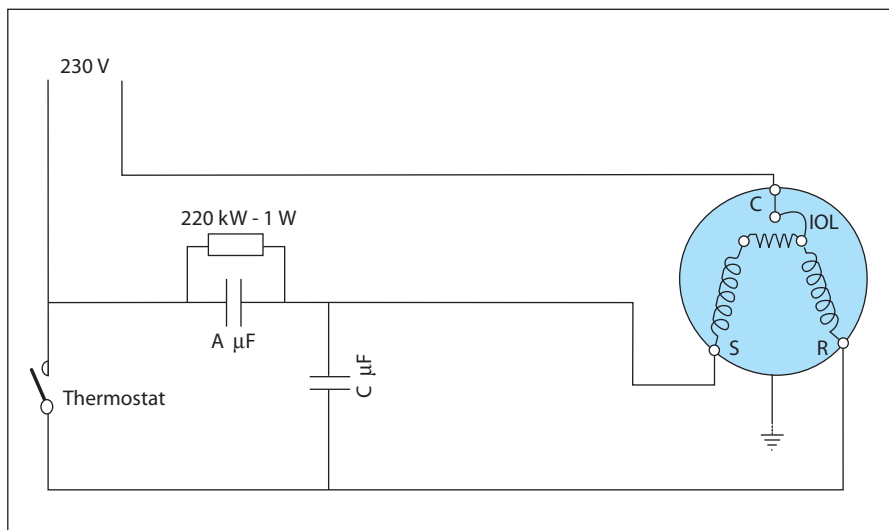 230 V
C
220 kW - 1 W
IOL
A µF
S
R
C µF
Thermostat